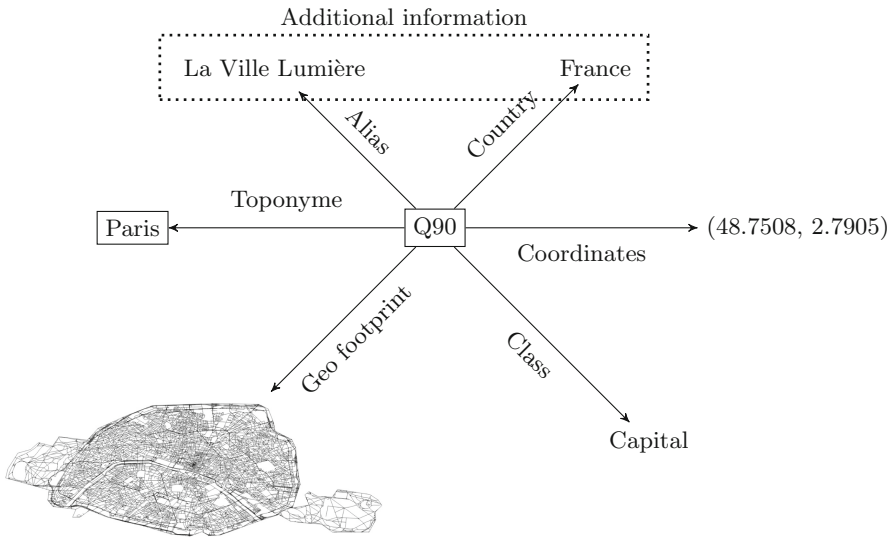 Additional information
La Ville Lumière
France
Alias
Country
Toponyme
Paris
Q90
(48.7508, 2.7905)
Coordinates
Geo footprint
Class
Capital